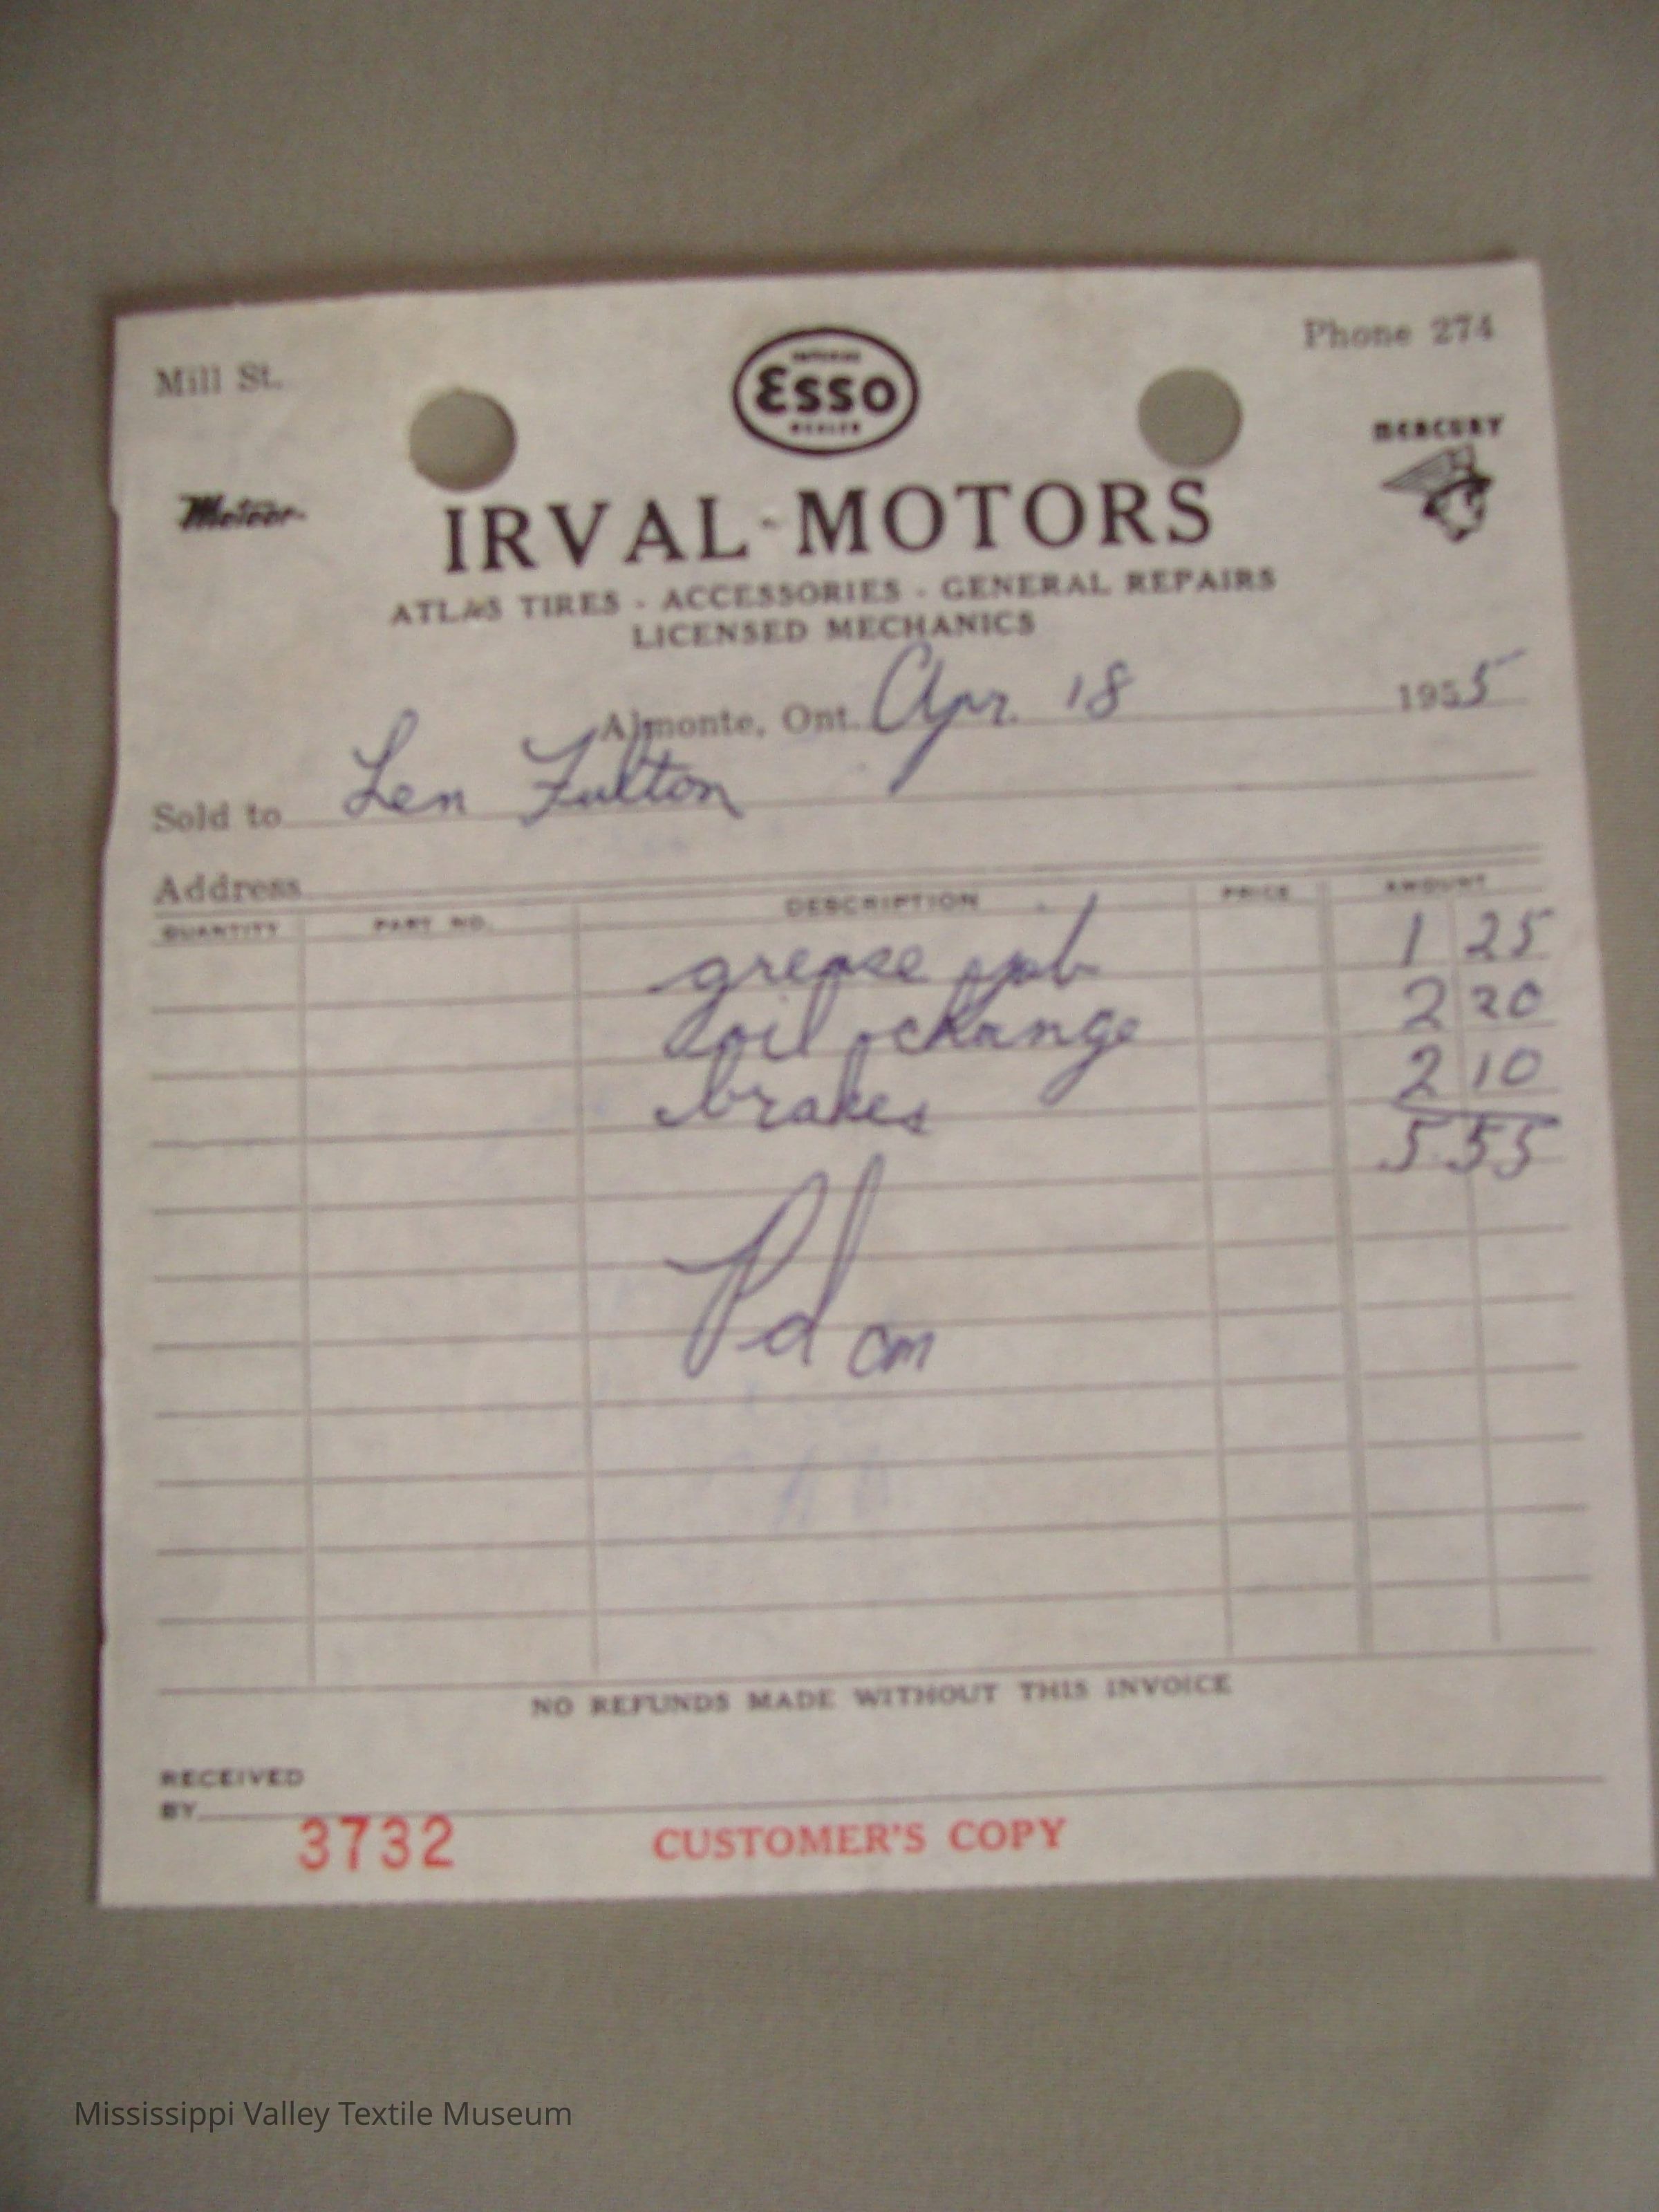 Mill St.
Phone 274
IMPERIAL
Esso
DEALER
MERCURY
Meteor
IRVAL-MOTORS
ATLAS TIRES - ACCESSORIES - GENERAL REPAIRS
LICENSED MECHANICS
Almonte, Ont. Apr. 18 1955
Sold to Len Fulton
Address
QUANTITY PART NO. DESCRIPTION PRICE AMOUNT
grease job 1 25
oil change 2 20
brakes 2 10
5 55
Pd cm
NO REFUNDS MADE WITHOUT THIS INVOICE
RECEIVED
BY
3732 CUSTOMER'S COPY
Mississippi Valley Textile Museum